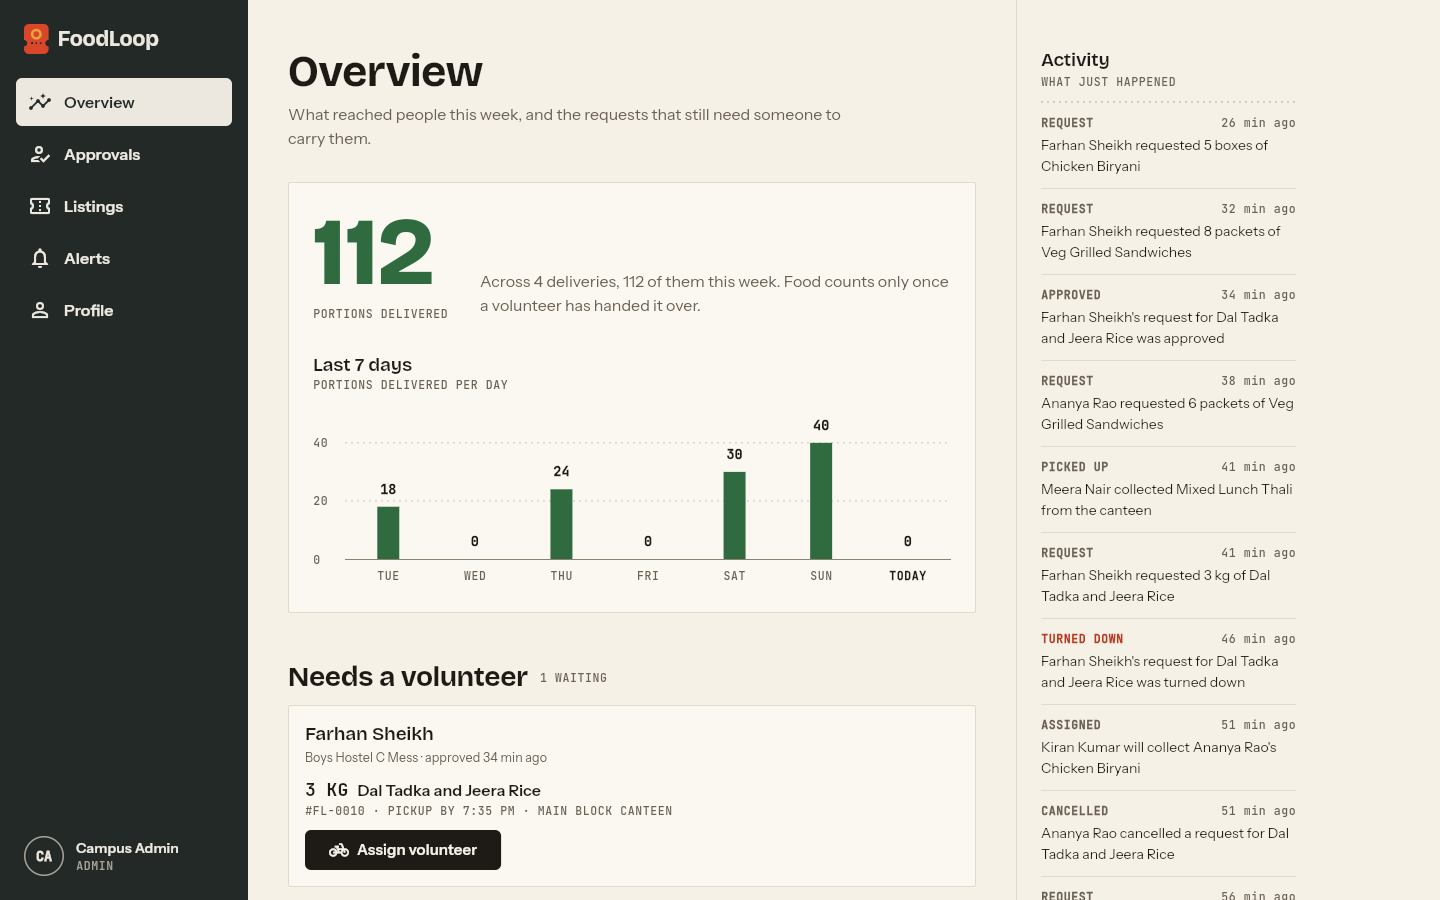 FoodLoop
Overview
Approvals
Listings
Alerts
Profile
CA
Campus Admin
ADMIN
Overview
What reached people this week, and the requests that still need someone to
carry them.
112
PORTIONS DELIVERED
Across 4 deliveries, 112 of them this week. Food counts only once
a volunteer has handed it over.
Last 7 days
PORTIONS DELIVERED PER DAY
40
20
0
18
0
24
0
30
40
0
TUE
WED
THU
FRI
SAT
SUN
TODAY
Needs a volunteer 1 WAITING
Farhan Sheikh
Boys Hostel C Mess · approved 34 min ago
3 KG Dal Tadka and Jeera Rice
#FL-0010 · PICKUP BY 7:35 PM · MAIN BLOCK CANTEEN
Assign volunteer
Activity
WHAT JUST HAPPENED
REQUEST 26 min ago
Farhan Sheikh requested 5 boxes of
Chicken Biryani
REQUEST 32 min ago
Farhan Sheikh requested 8 packets of
Veg Grilled Sandwiches
APPROVED 34 min ago
Farhan Sheikh's request for Dal Tadka
and Jeera Rice was approved
REQUEST 38 min ago
Ananya Rao requested 6 packets of Veg
Grilled Sandwiches
PICKED UP 41 min ago
Meera Nair collected Mixed Lunch Thali
from the canteen
REQUEST 41 min ago
Farhan Sheikh requested 3 kg of Dal
Tadka and Jeera Rice
TURNED DOWN 46 min ago
Farhan Sheikh's request for Dal Tadka
and Jeera Rice was turned down
ASSIGNED 51 min ago
Kiran Kumar will collect Ananya Rao's
Chicken Biryani
CANCELLED 51 min ago
Ananya Rao cancelled a request for Dal
Tadka and Jeera Rice
REQUEST 56 min ago